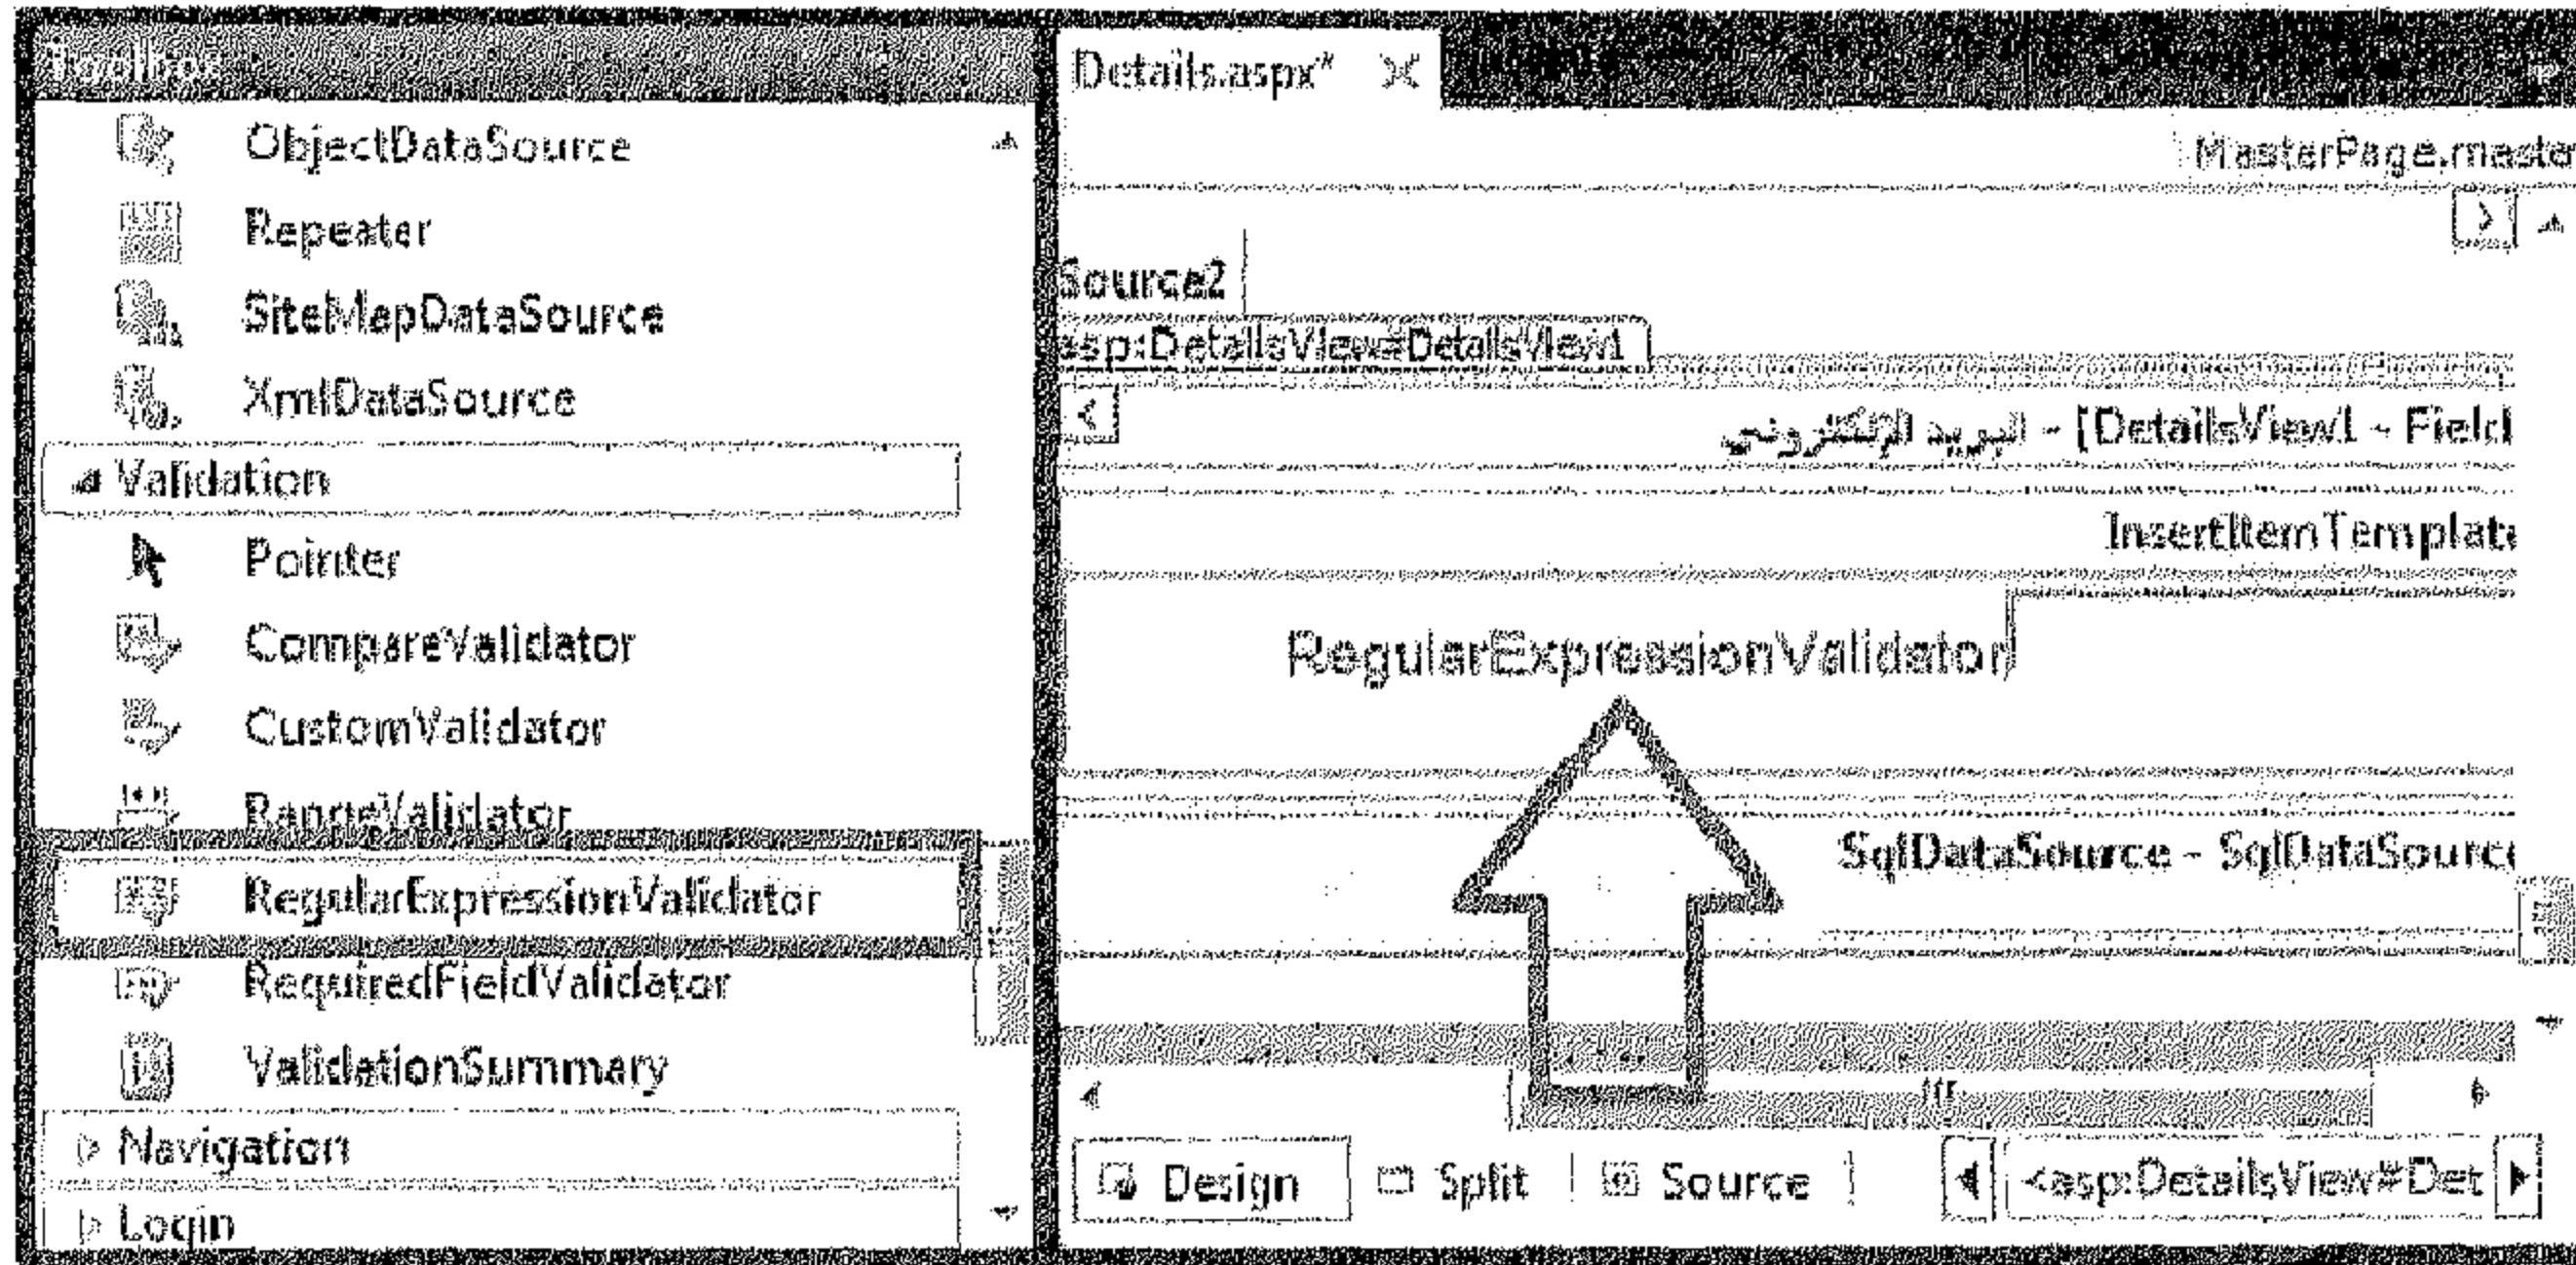 Toolbox
ObjectDataSource
Repeater
SiteMapDataSource
XmlDataSource
Validation
Pointer
CompareValidator
CustomValidator
RangeValidator
RegularExpressionValidator
RequiredFieldValidator
ValidationSummary
Navigation
Login
Details.aspx*
MasterPage.master
Source2
asp:DetailsView#DetailsView1
البريد الإلكتروني - [DetailsView1 - Field
InsertItemTemplate
RegularExpressionValidator
SqlDataSource - SqlDataSource
Design Split Source <asp:DetailsView#Det